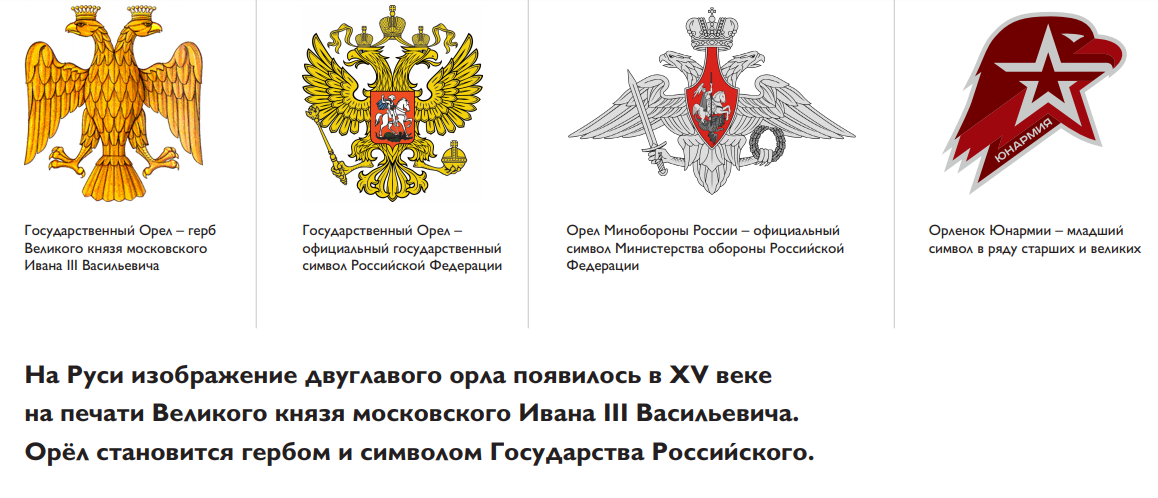 ЮНАРМИЯ
Государственный Орел – герб
Великого князя московского
Ивана III Васильевича
Государственный Орел –
официальный государственный
символ Российской Федерации
Орел Минобороны России – официальный
символ Министерства обороны Российской
Федерации
Орленок Юнармии – младший
символ в ряду старших и великих
На Руси изображение двуглавого орла появилось в XV веке
на печати Великого князя московского Ивана III Васильевича.
Орёл становится гербом и символом Государства Российского.